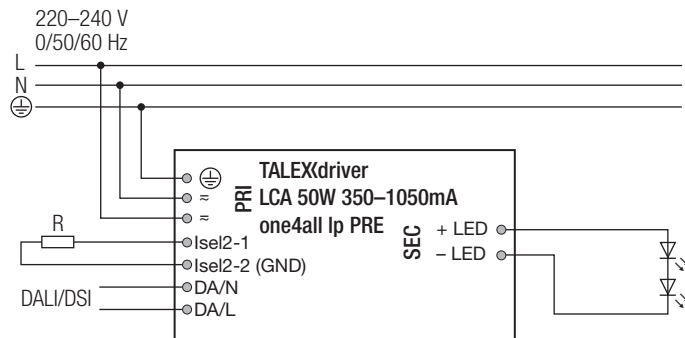 220–240 V
0/50/60 Hz
L
N
TALEXXdriver
LCA 50W 350–1050mA
one4all lp PRE
PRI
≂
≂
SEC
+ LED
– LED
R
Isel2-1
Isel2-2 (GND)
DALI/DSI
DA/N
DA/L